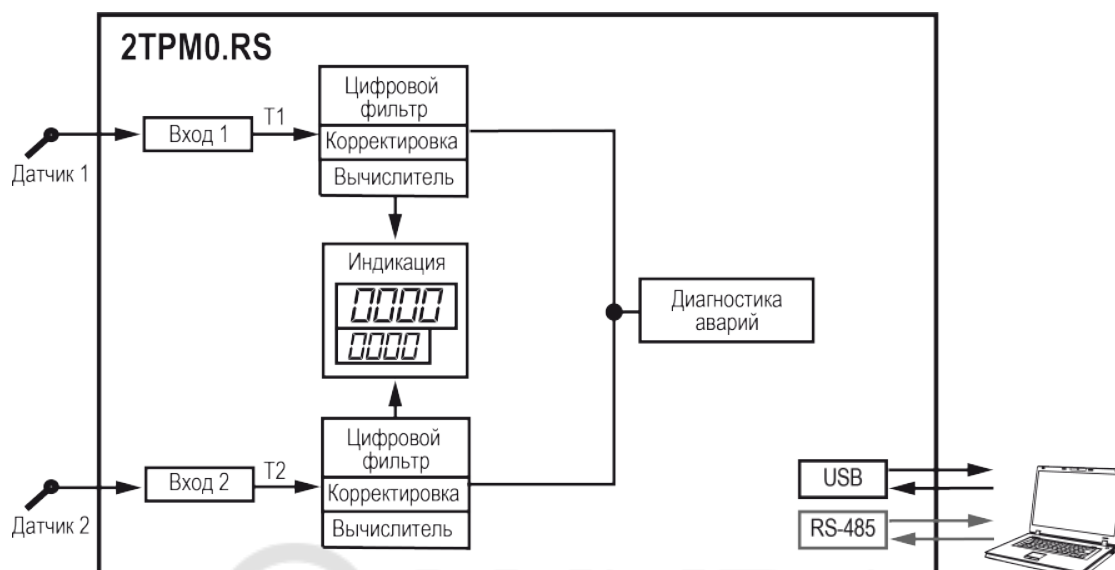 2ТРМ0.RS
Цифровой
фильтр
Корректировка
Вычислитель
Вход 1
T1
Датчик 1
Индикация
0000
0000
Диагностика
аварий
Цифровой
фильтр
Корректировка
Вычислитель
Вход 2
T2
Датчик 2
USB
RS-485